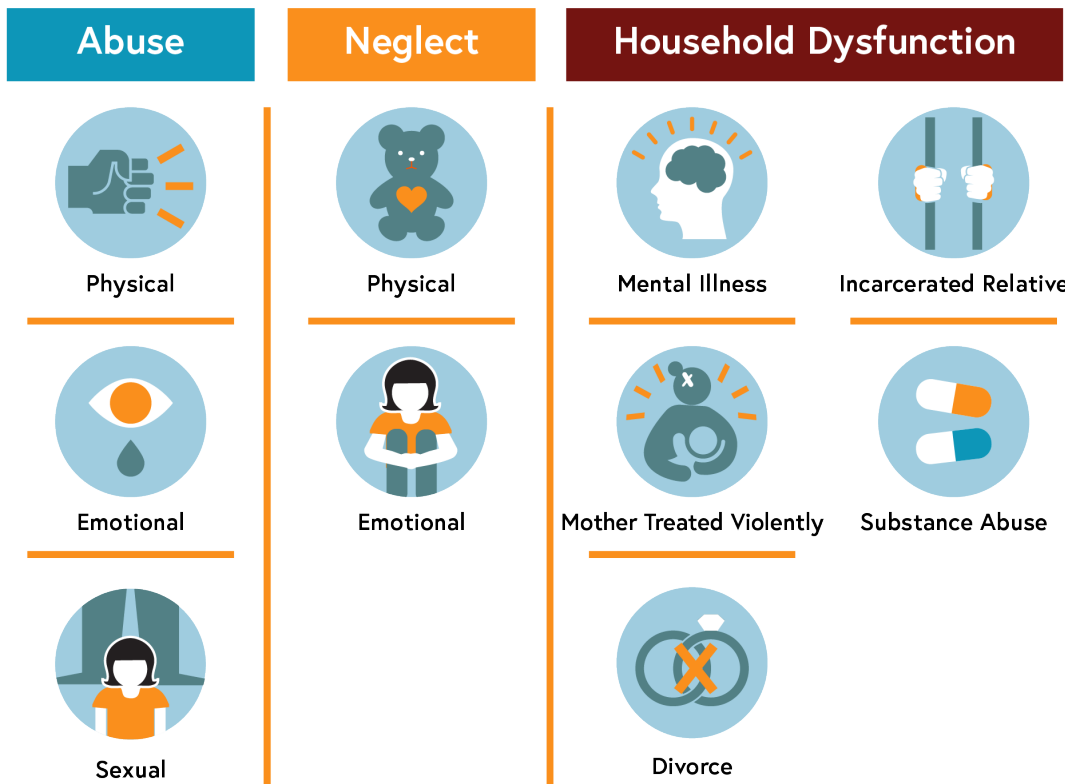 Abuse
Physical
Emotional
Sexual
Neglect
Physical
Emotional
Household Dysfunction
Mental Illness
Incarcerated Relative
Mother Treated Violently
Substance Abuse
Divorce